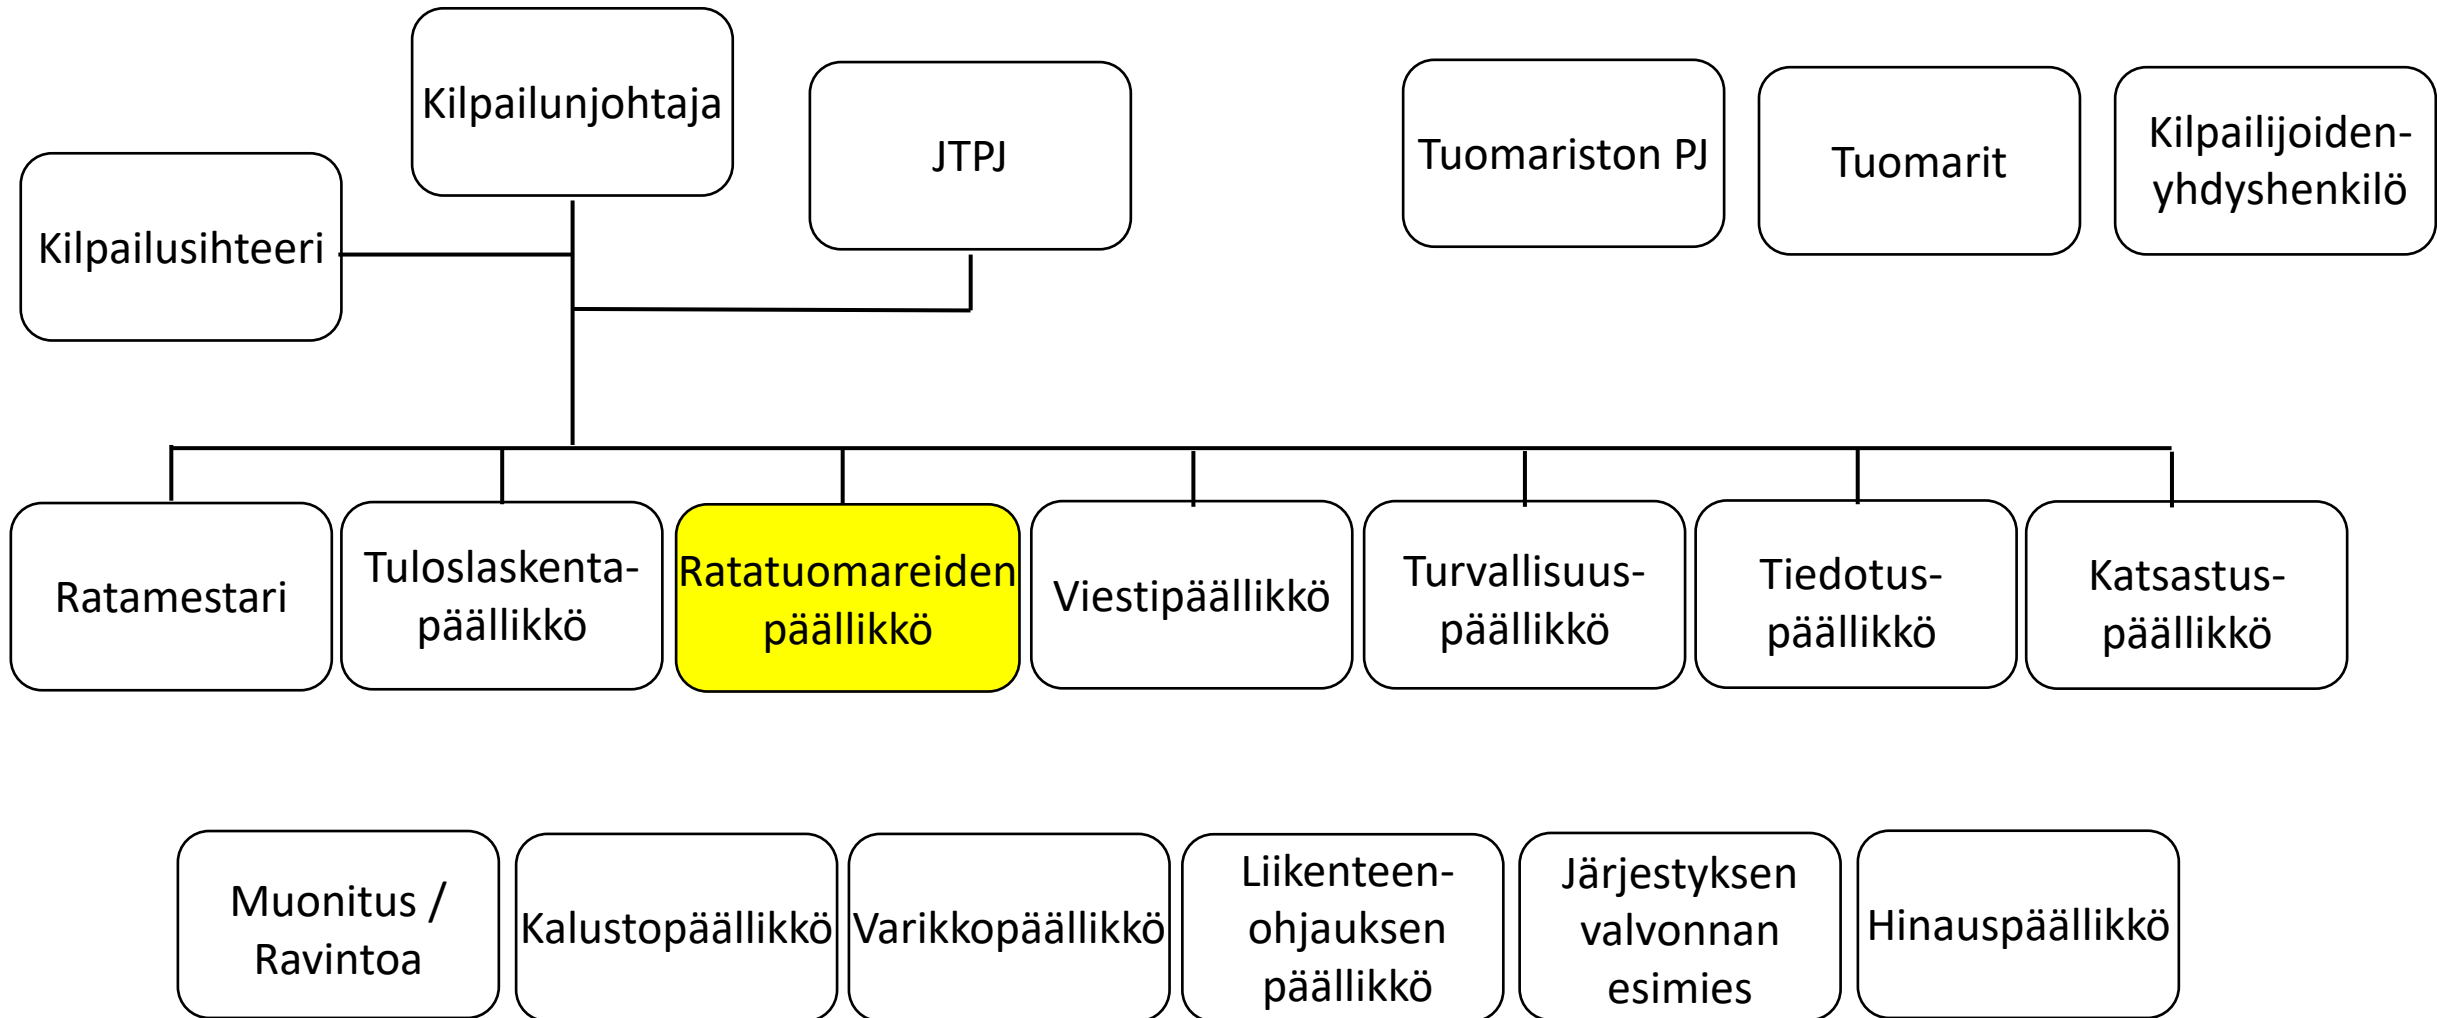 Kilpailunjohtaja
JTPJ
Tuomariston PJ
Tuomarit
Kilpailijoiden-
yhdyshenkilö
Kilpailusihteeri
Ratamestari
Tuloslaskenta-
päällikkö
Ratatuomareiden
päällikkö
Viestipäällikkö
Turvallisuus-
päällikkö
Tiedotus-
päällikkö
Katsastus-
päällikkö
Muonitus /
Ravintoa
Kalustopäällikkö
Varikkopäällikkö
Liikenteen-
ohjauksen
päällikkö
Järjestyksen
valvonnan
esimies
Hinauspäällikkö